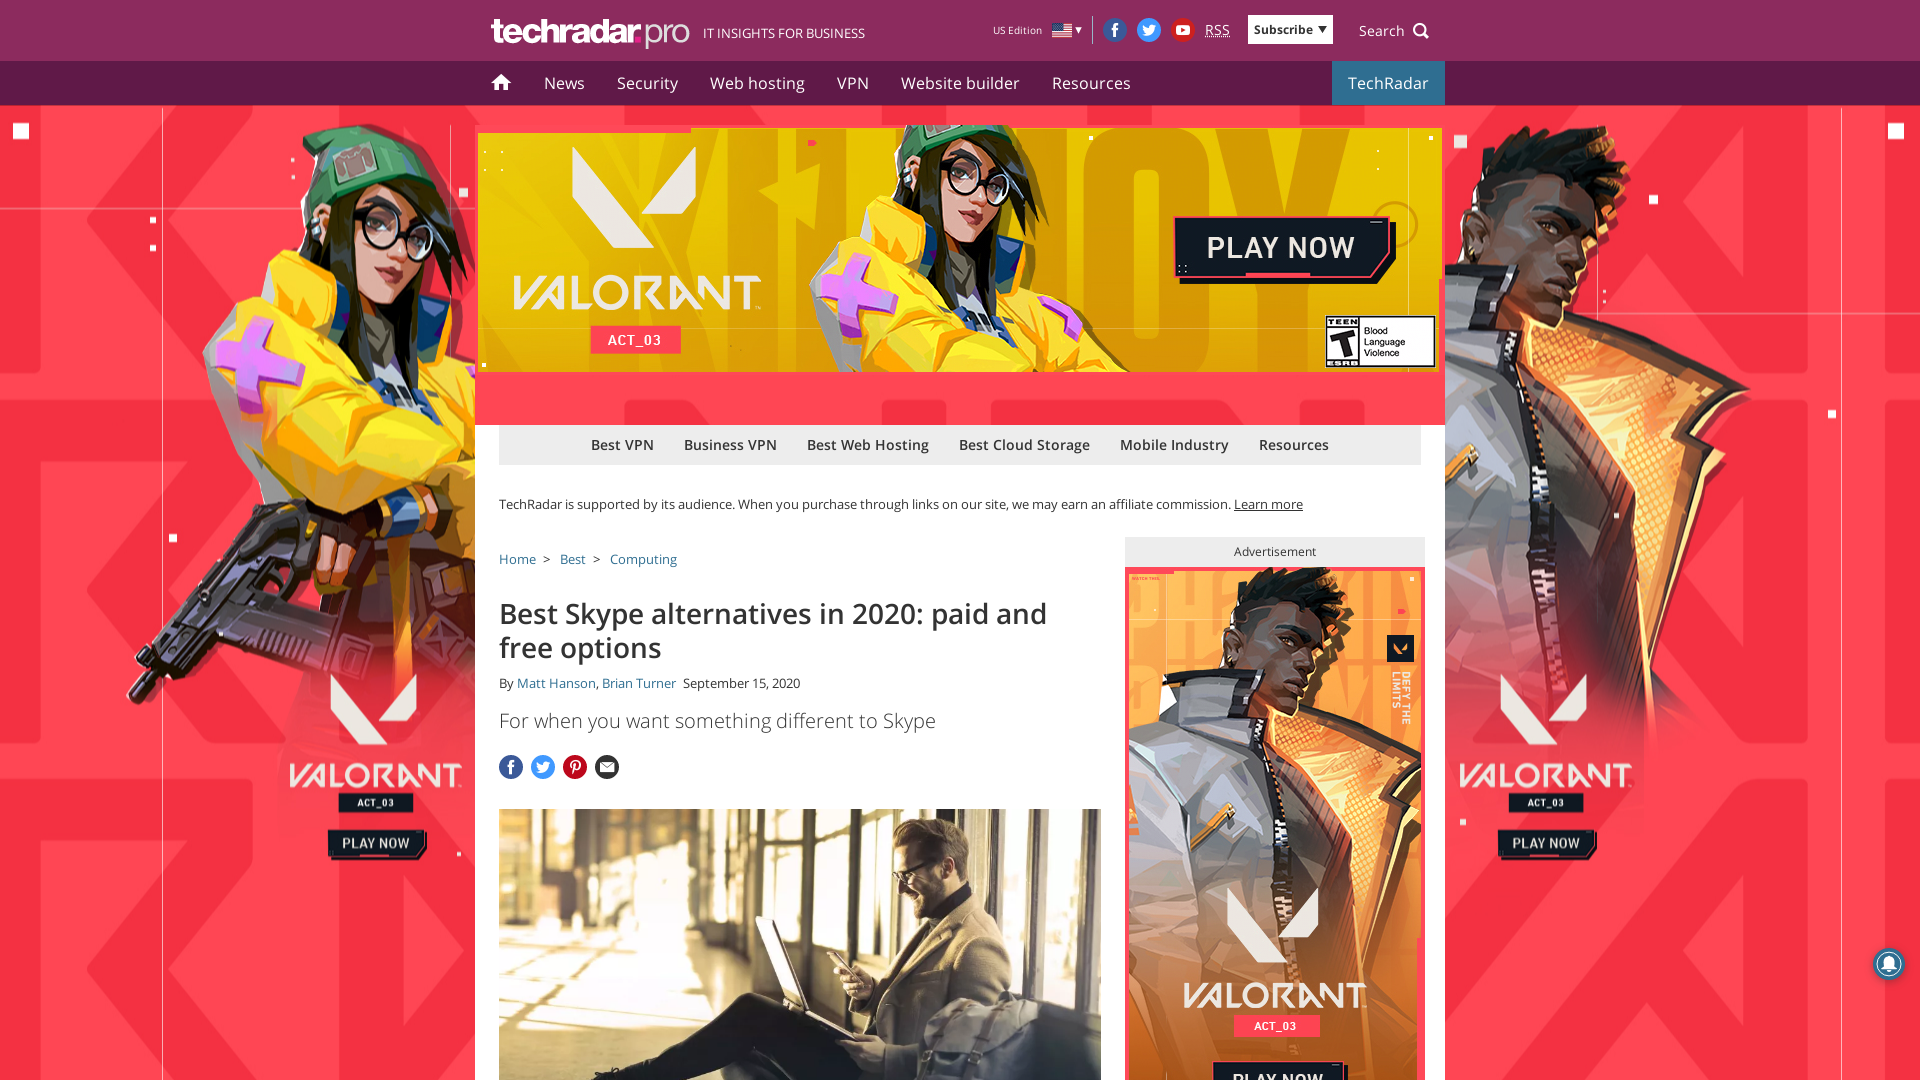 techradar.pro IT INSIGHTS FOR BUSINESS
US Edition
RSS
Subscribe
Search
News Security Web hosting VPN Website builder Resources
TechRadar
VALORANT
ACT_03
PLAY NOW
TEEN
T
ESRB
Blood
Language
Violence
Best VPN Business VPN Best Web Hosting Best Cloud Storage Mobile Industry Resources
TechRadar is supported by its audience. When you purchase through links on our site, we may earn an affiliate commission. Learn more
Home > Best > Computing
Best Skype alternatives in 2020: paid and
free options
By Matt Hanson, Brian Turner September 15, 2020
For when you want something different to Skype
Advertisement
DEFY THE
LIMITS
VALORANT
ACT_03
PLAY NOW
VALORANT
ACT_03
PLAY NOW
VALORANT
ACT_03
PLAY NOW